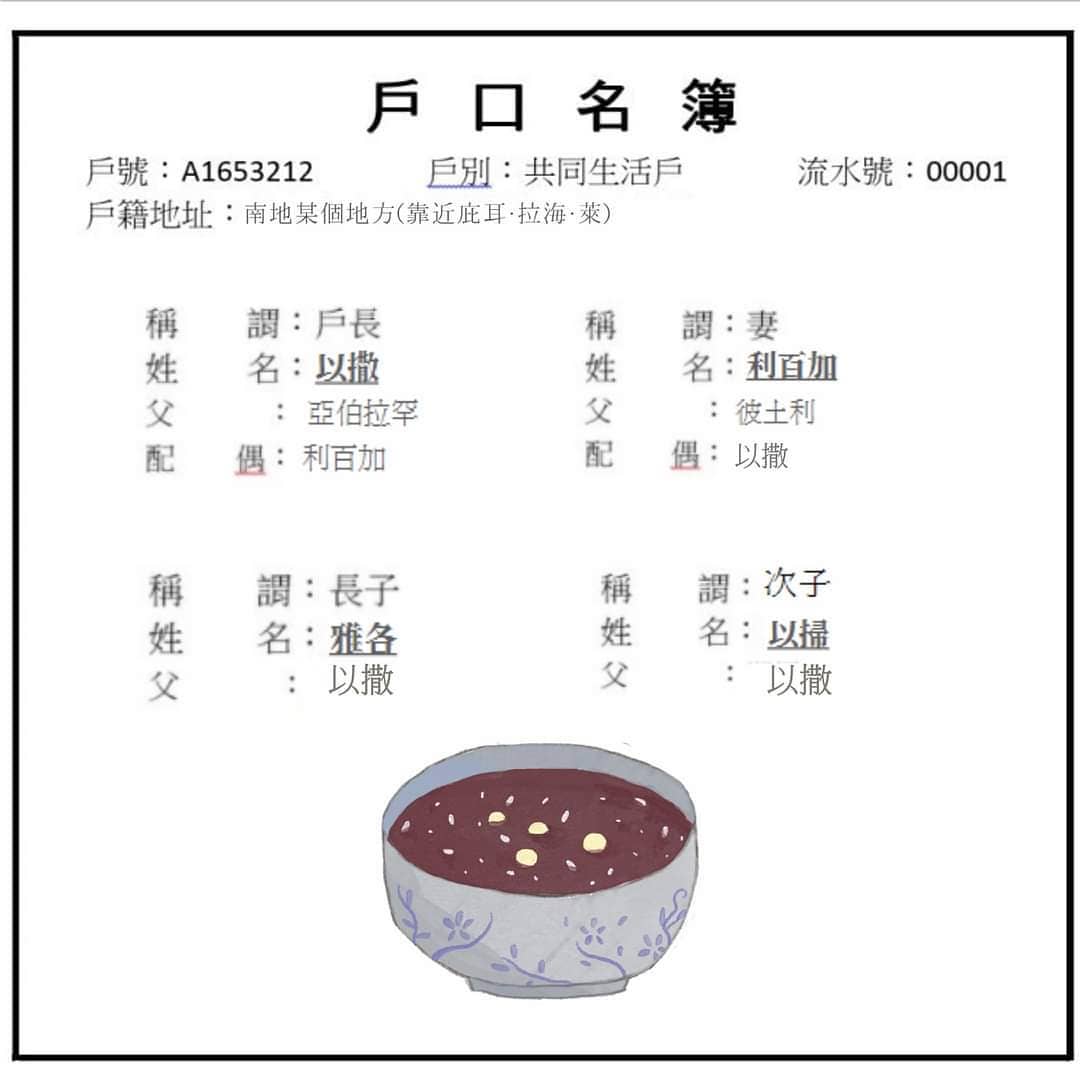 戶口名簿
戶號：A1653212 戶別：共同生活戶 流水號：00001
戶籍地址：南地某個地方(靠近庇耳·拉海·萊)
稱謂：戶長
姓名：以撒
父：亞伯拉罕
配偶：利百加
稱謂：妻
姓名：利百加
父：彼土利
配偶：以撒
稱謂：長子
姓名：雅各
父：以撒
稱謂：次子
姓名：以掃
父：以撒